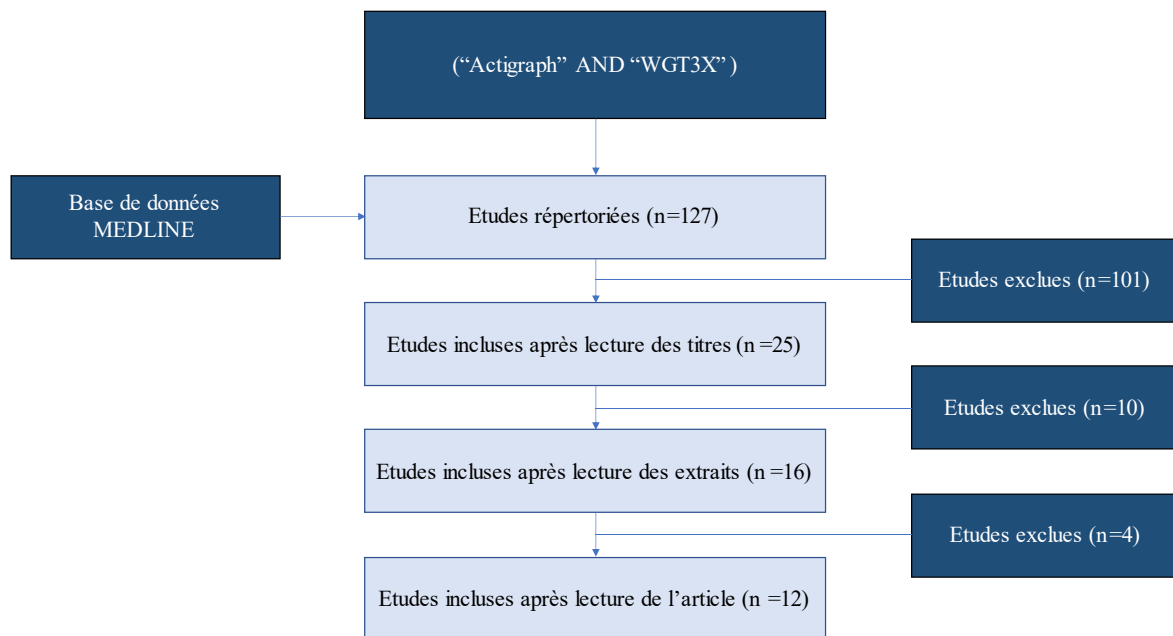 (“Actigraph” AND “WGT3X” )
Base de données
MEDLINE
Etudes répertoriées (n=127)
Etudes exclues (n=101)
Etudes incluses après lecture des titres (n =25)
Etudes exclues (n=10)
Etudes incluses après lecture des extraits (n =16)
Etudes exclues (n=4)
Etudes incluses après lecture de l’article (n =12)